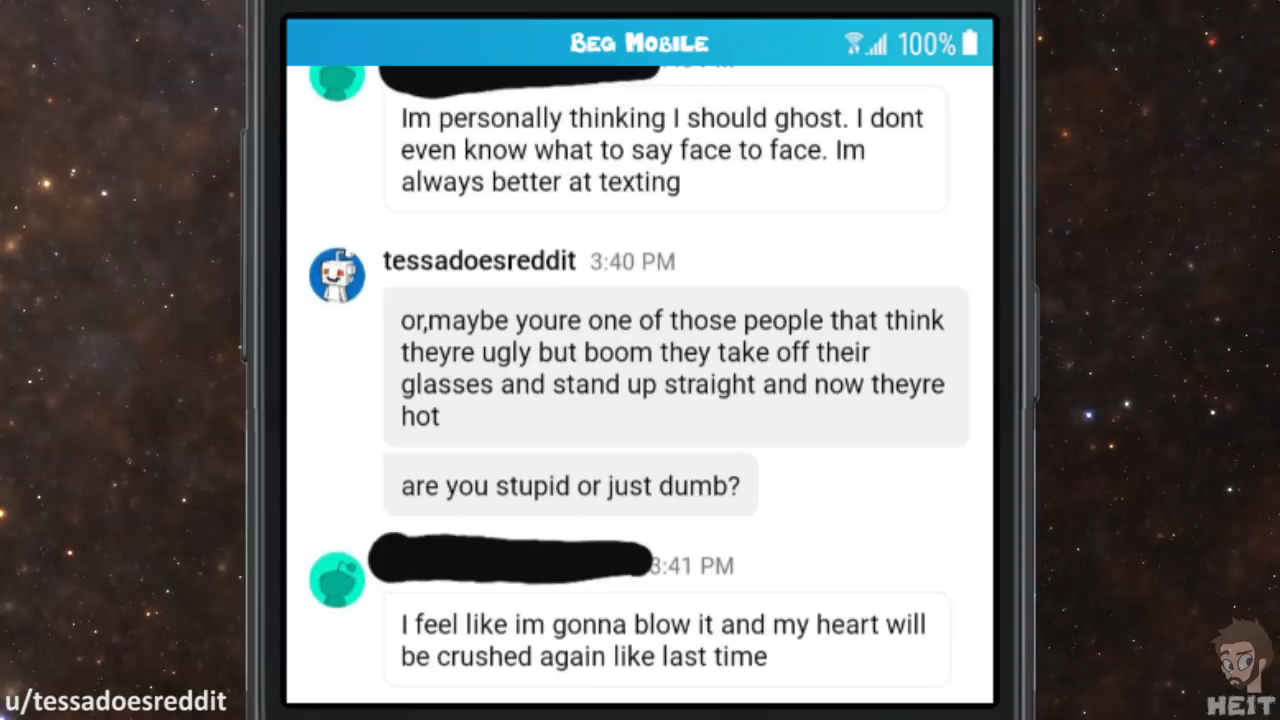 BEG MOBILE
100%
Im personally thinking I should ghost. I dont
even know what to say face to face. Im
always better at texting
tessadoesreddit 3:40 PM
or,maybe youre one of those people that think
theyre ugly but boom they take off their
glasses and stand up straight and now theyre
hot
are you stupid or just dumb?
3:41 PM
I feel like im gonna blow it and my heart will
be crushed again like last time
u/tessadoesreddit
HEIT